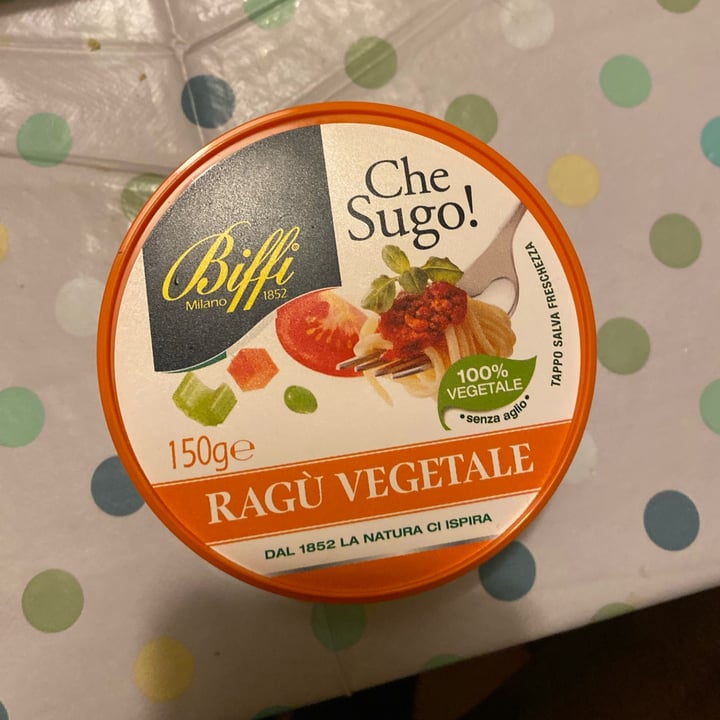 Che
Sugo!
Biffi
Milano 1852
TAPPO SALVA FRESCHEZZA
100%
VEGETALE
•senza aglio•
150g℮
RAGÙ VEGETALE
DAL 1852 LA NATURA CI ISPIRA